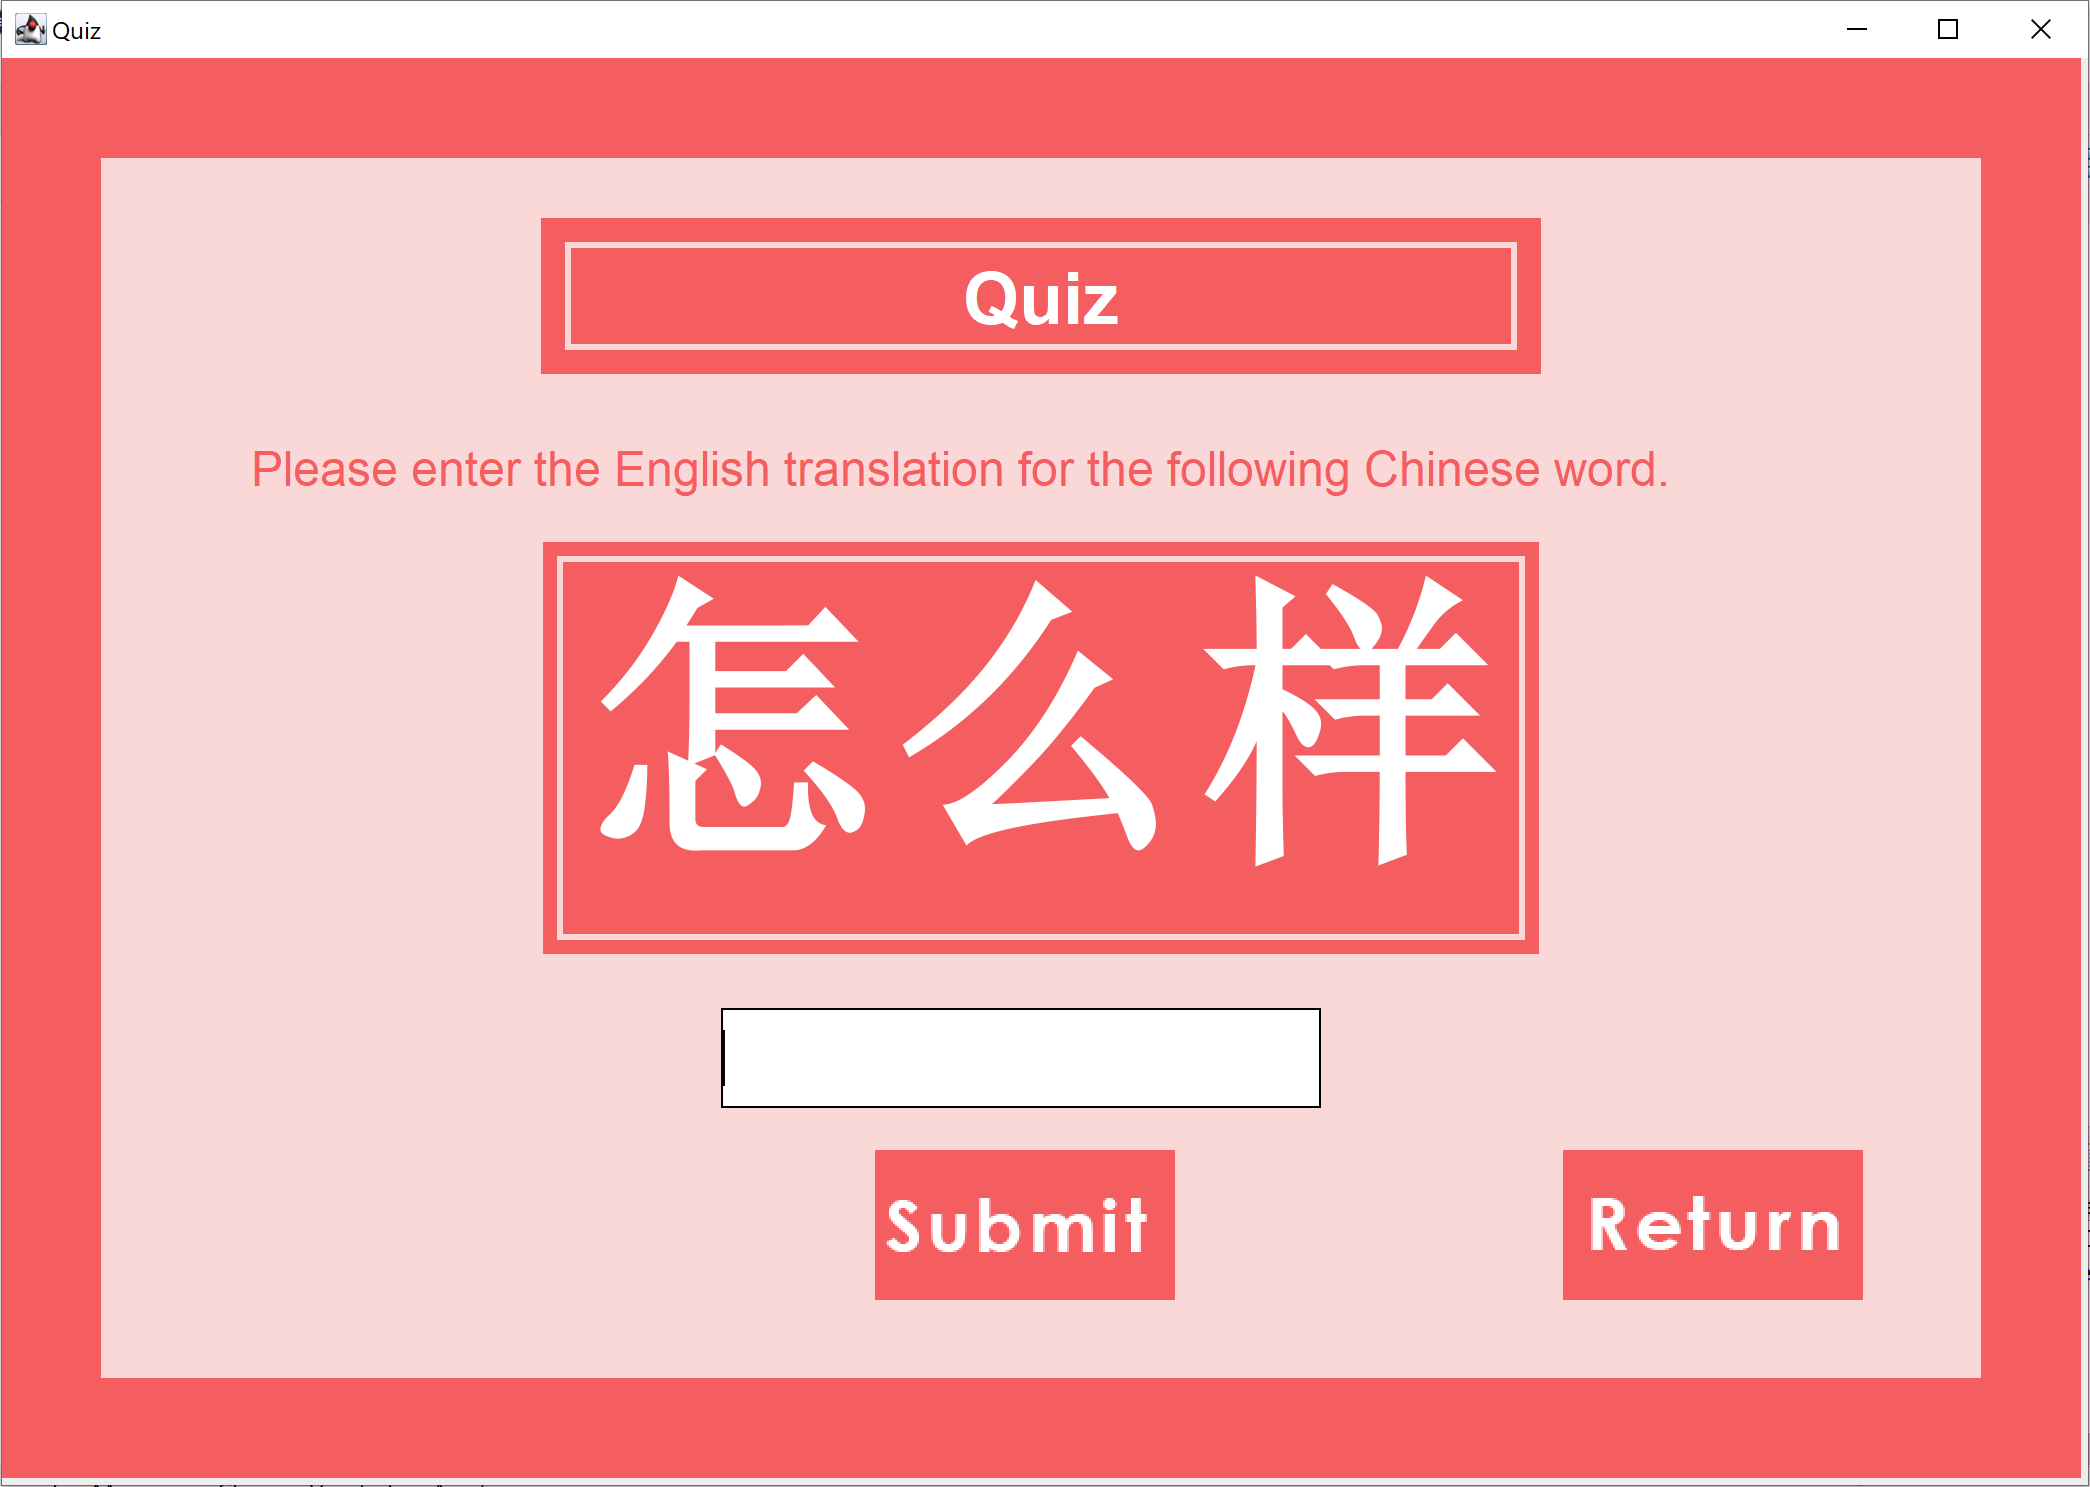 Quiz
Quiz
Please enter the English translation for the following Chinese word.
怎么样
Submit
Return